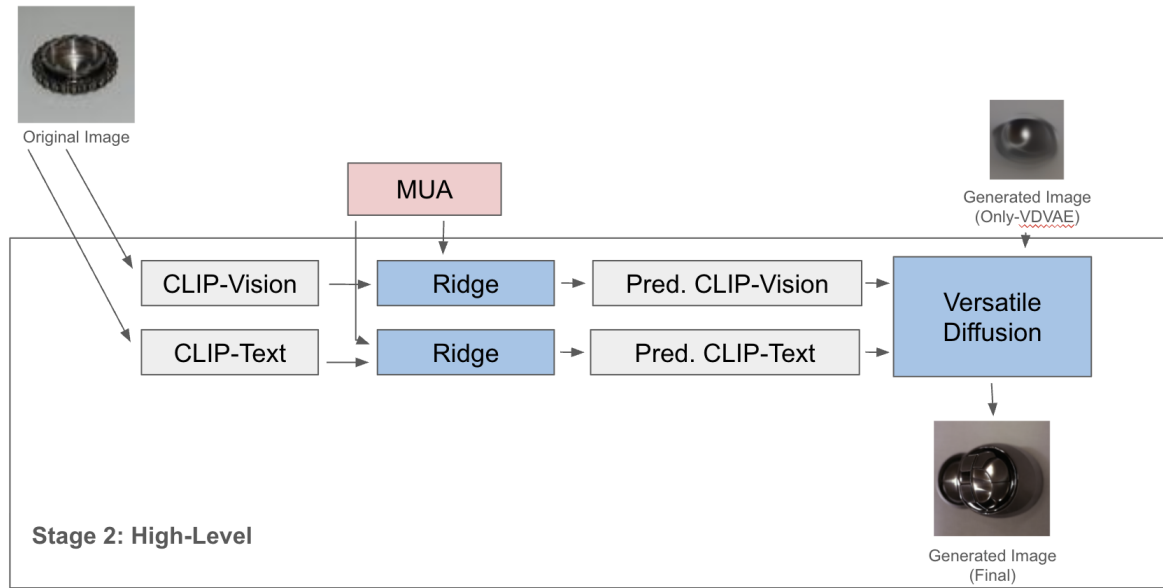 Original Image
MUA
Generated Image
(Only-VDVAE)
CLIP-Vision
Ridge
Pred. CLIP-Vision
Versatile
Diffusion
CLIP-Text
Ridge
Pred. CLIP-Text
Stage 2: High-Level
Generated Image
(Final)